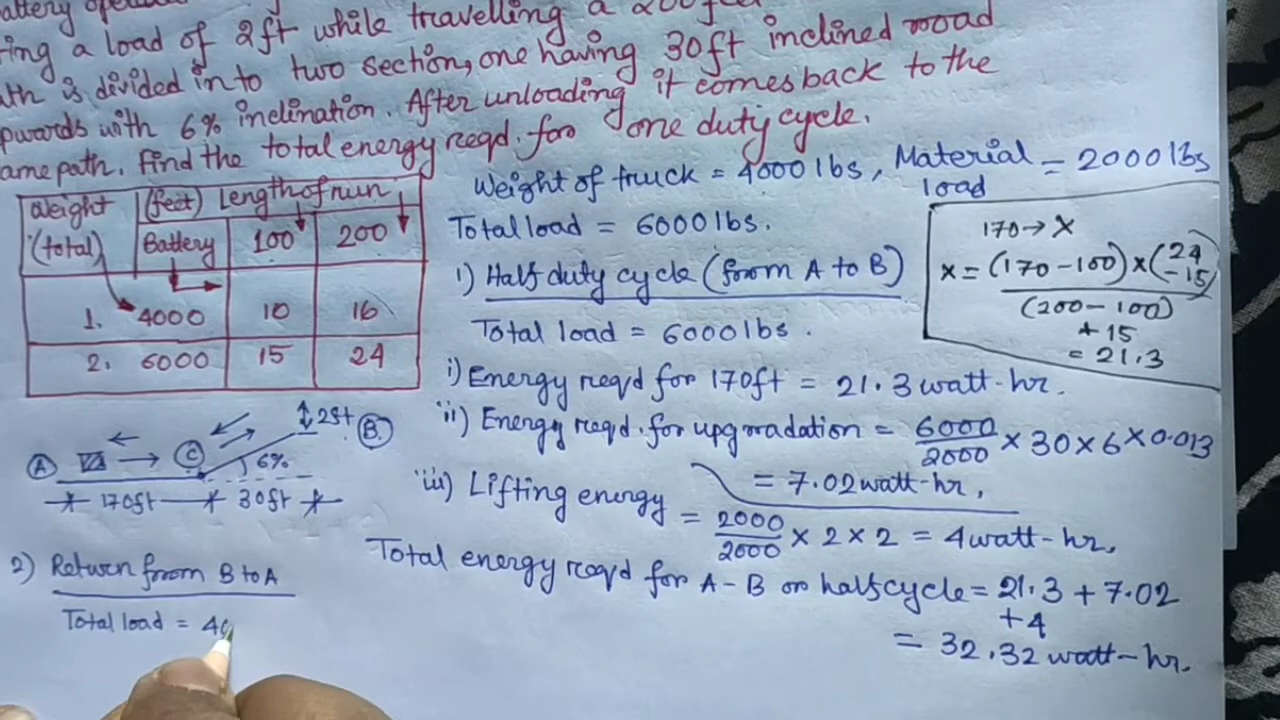 while travelling a 200
a load of 2ft while travelling a
path is divided in to two section, one having 30ft inclined road
with 6% inclination. After unloading it comes back to the
path. Find the total energy reqd. for one duty cycle.
Weight of truck = 4000 lbs, Material load = 2000 lbs
Total load = 6000 lbs.
Weight (total)
(feet) Length of run
Battery 100 200
1. 4000 10 16
2. 6000 15 24
1) Half duty cycle (from A to B)
Total load = 6000 lbs.
170 → X
X = (170-100) × (24-15)
(200-100)
+ 15
= 21.3
i) Energy reqd for 170ft = 21.3 watt-hr.
ii) Energy reqd. for upgradation = 6000/2000 × 30 × 6 × 0.013
= 7.02 watt-hr,
iii) Lifting energy
= 2000/2000 × 2 × 2 = 4 watt-hr,
Total energy reqd for A-B or half cycle = 21.3 + 7.02
+4
= 32.32 watt-hr.
A C 6% 2ft B.
170ft 30ft
2) Return from B to A
Total load = 40